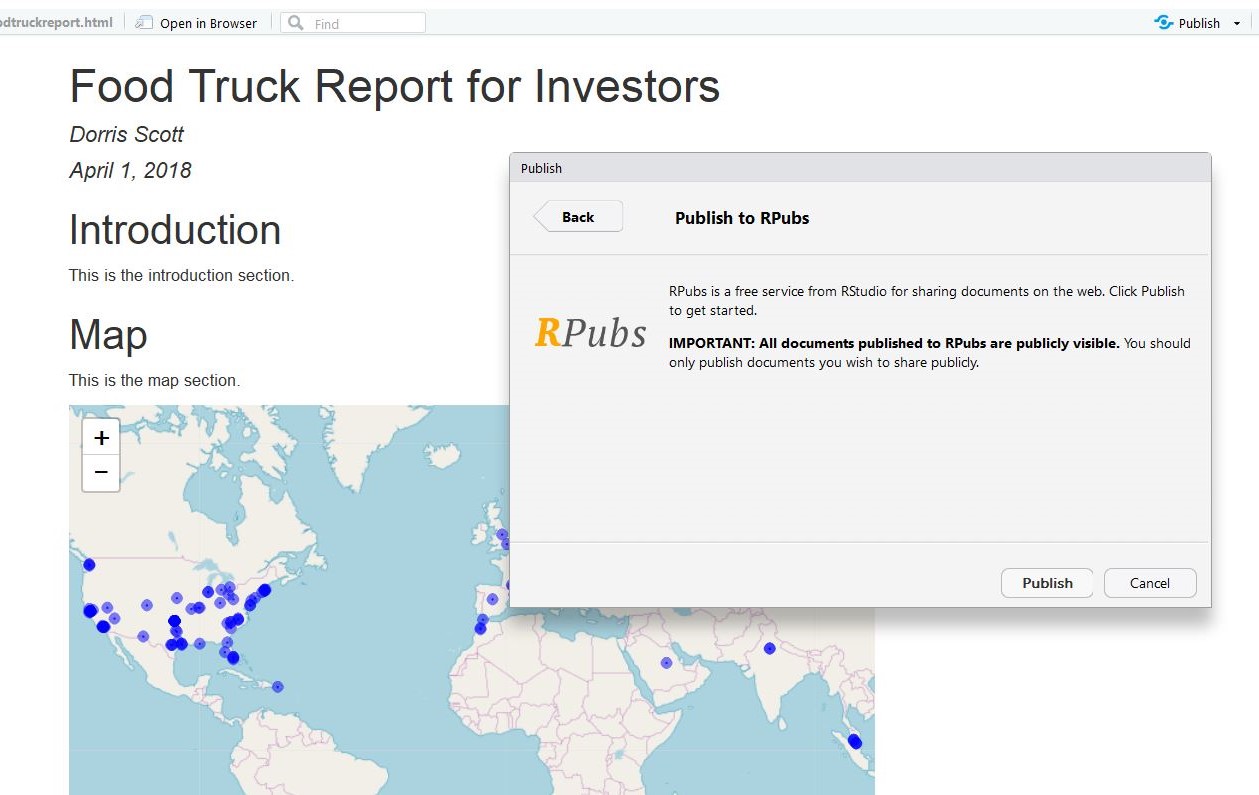 odtruckreport.html Open in Browser Find Publish
Food Truck Report for Investors
Dorris Scott
April 1, 2018
Introduction
This is the introduction section.
Map
This is the map section.
+
−
Publish
Back Publish to RPubs
RPubs
RPubs is a free service from RStudio for sharing documents on the web. Click Publish
to get started.
IMPORTANT: All documents published to RPubs are publicly visible. You should
only publish documents you wish to share publicly.
Publish Cancel